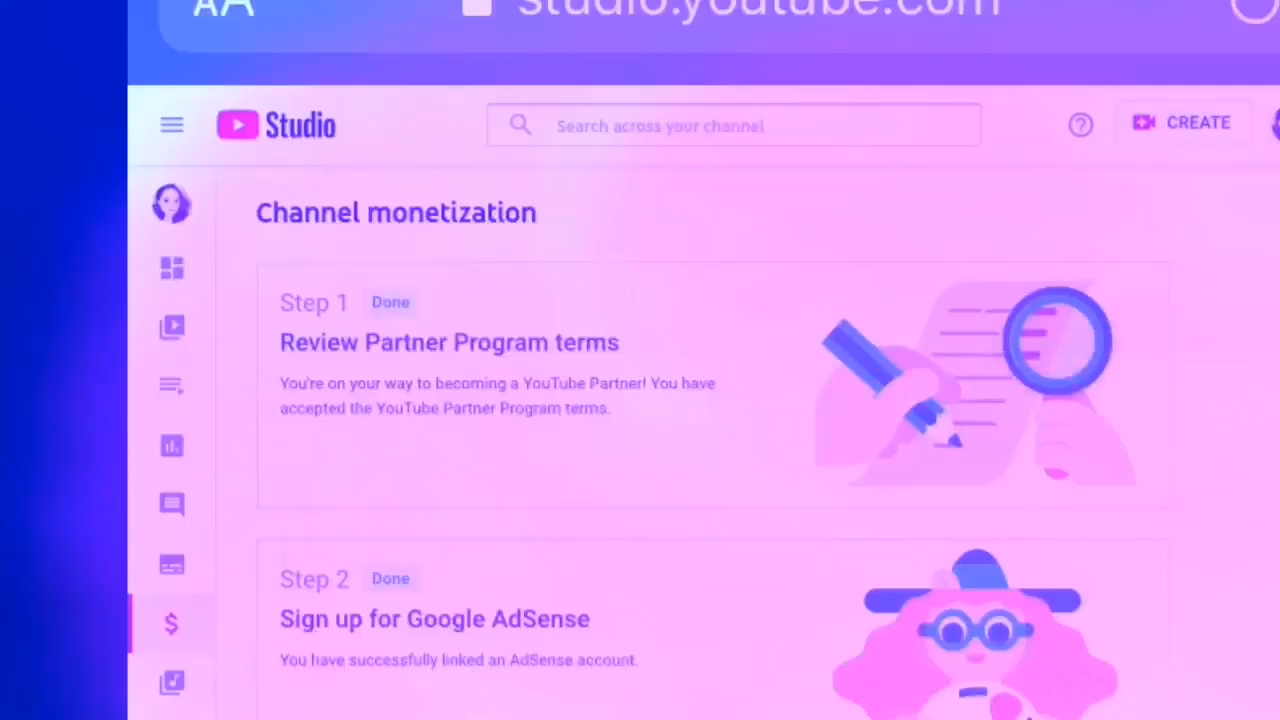 AA studio.youtube.com
Studio
Search across your channel
CREATE
Channel monetization
Step 1 Done
Review Partner Program terms
You're on your way to becoming a YouTube Partner! You have
accepted the YouTube Partner Program terms.
Step 2 Done
Sign up for Google AdSense
You have successfully linked an AdSense account.